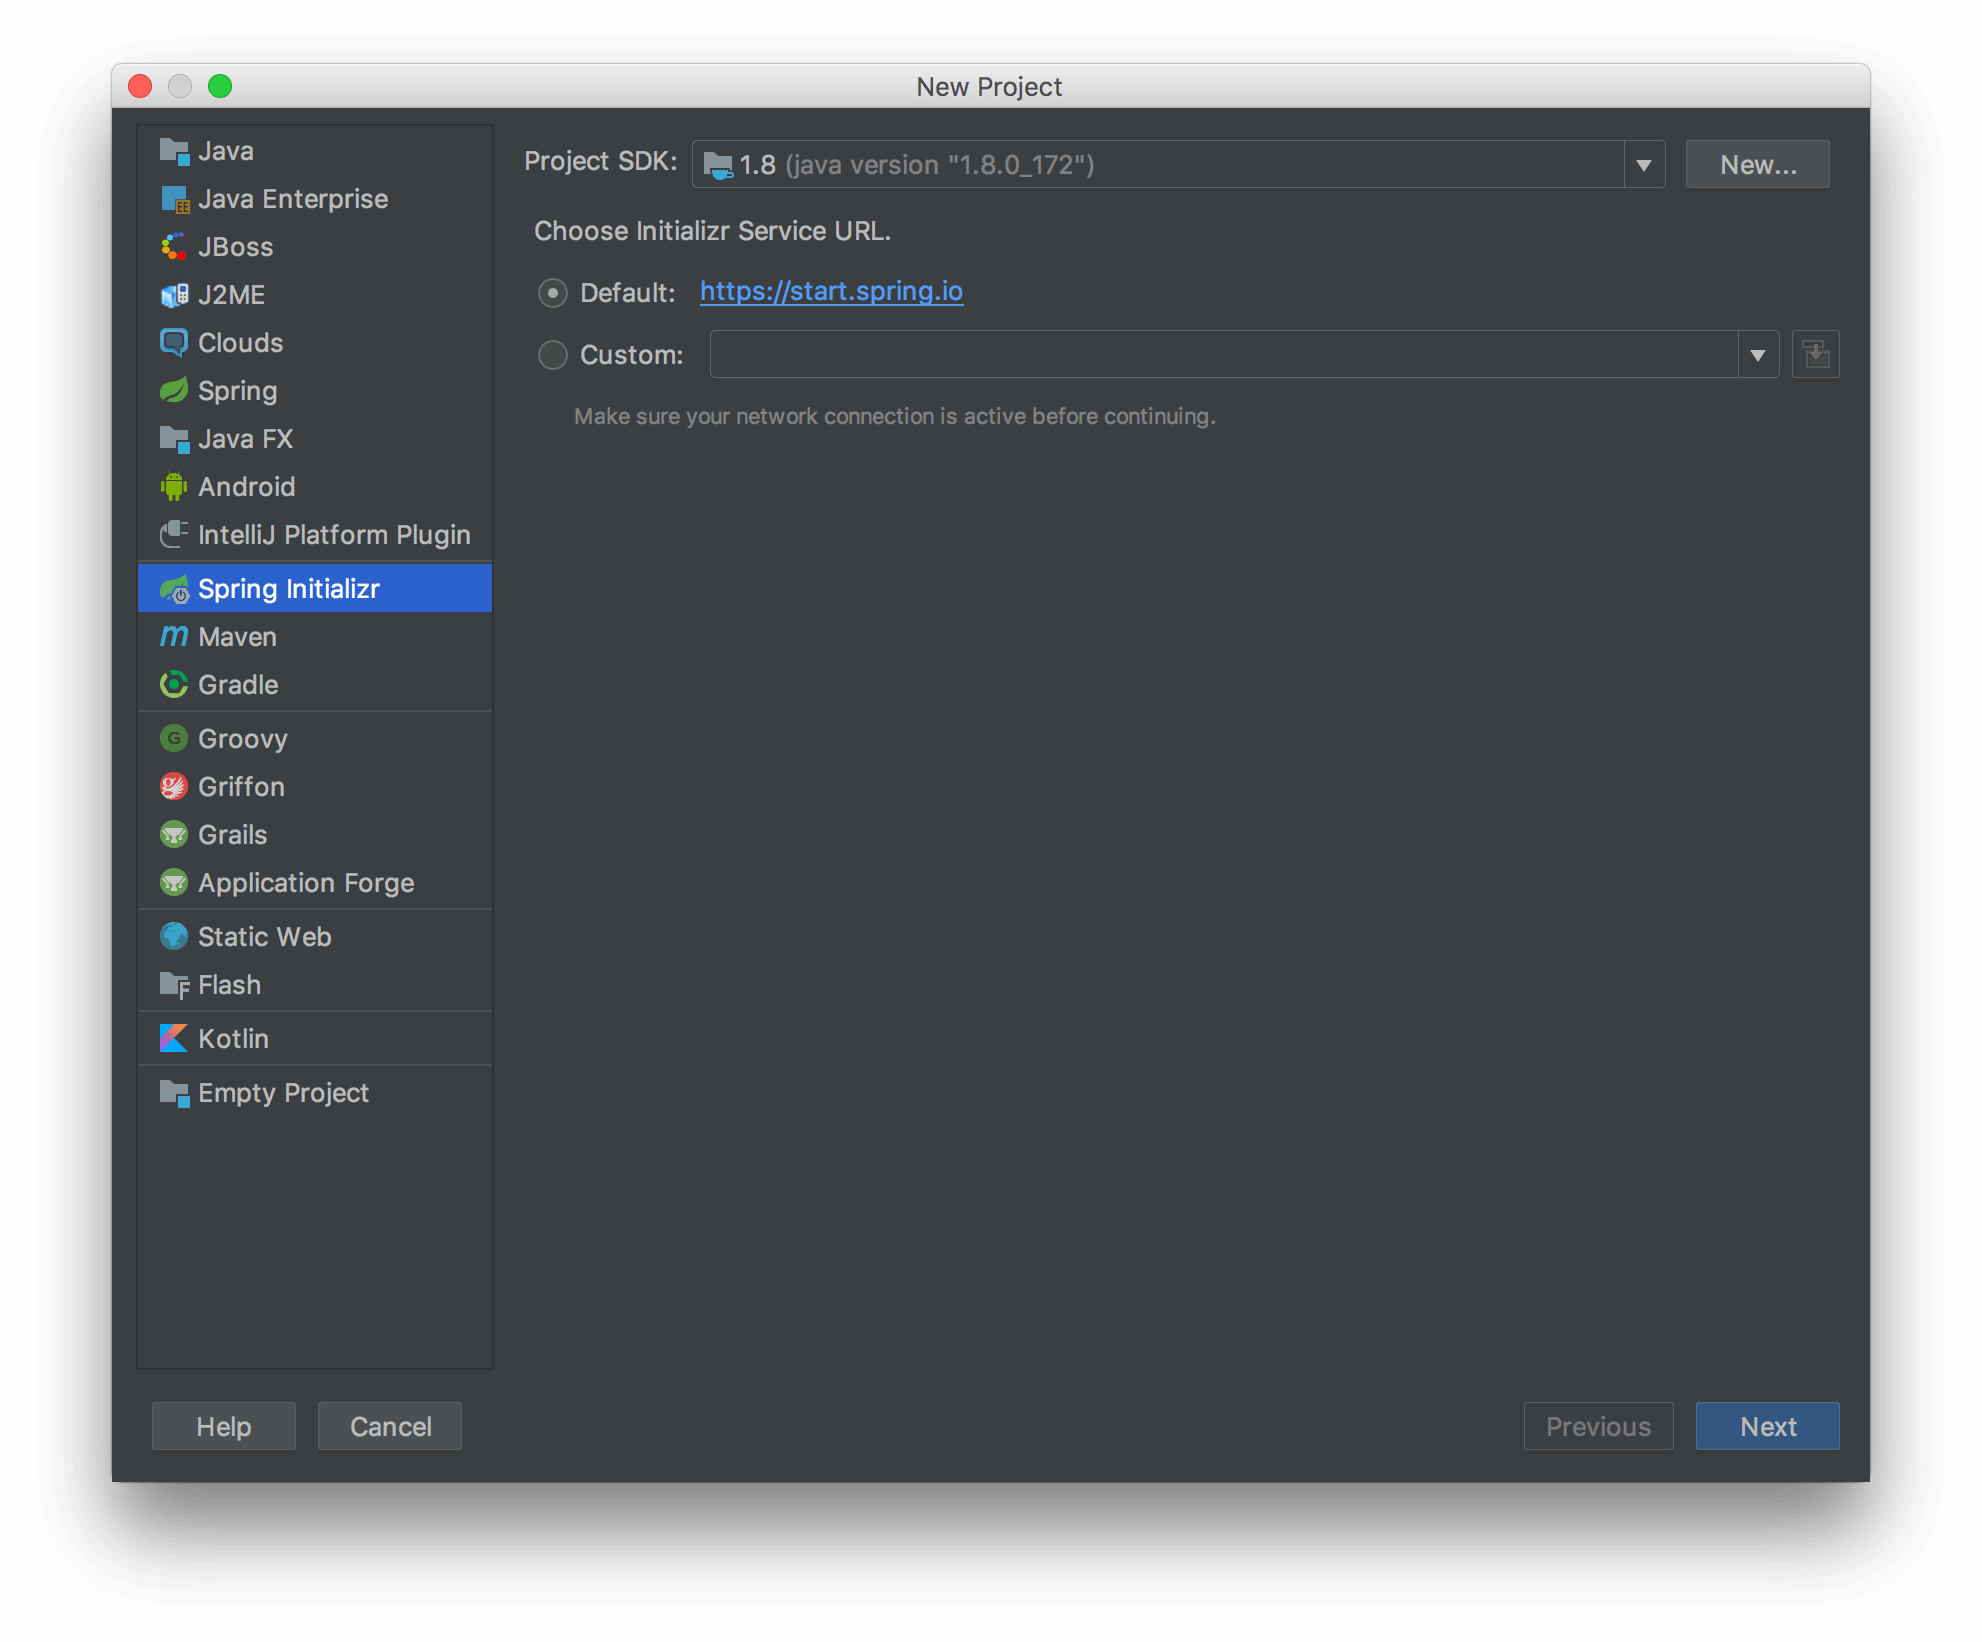 New Project
Java
Java Enterprise
JBoss
J2ME
Clouds
Spring
Java FX
Android
IntelliJ Platform Plugin
Spring Initializr
Maven
Gradle
Groovy
Griffon
Grails
Application Forge
Static Web
Flash
Kotlin
Empty Project
Project SDK: 1.8 (java version "1.8.0_172") New...
Choose Initializr Service URL.
Default: https://start.spring.io
Custom:
Make sure your network connection is active before continuing.
Help Cancel Previous Next